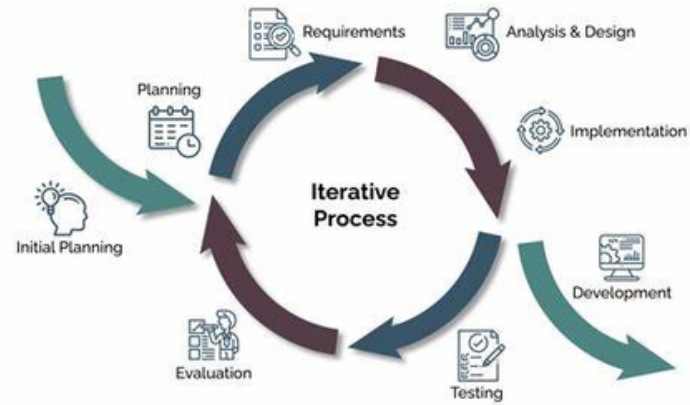 Requirements
Analysis & Design
Planning
Implementation
Iterative
Process
Initial Planning
Development
Evaluation
Testing